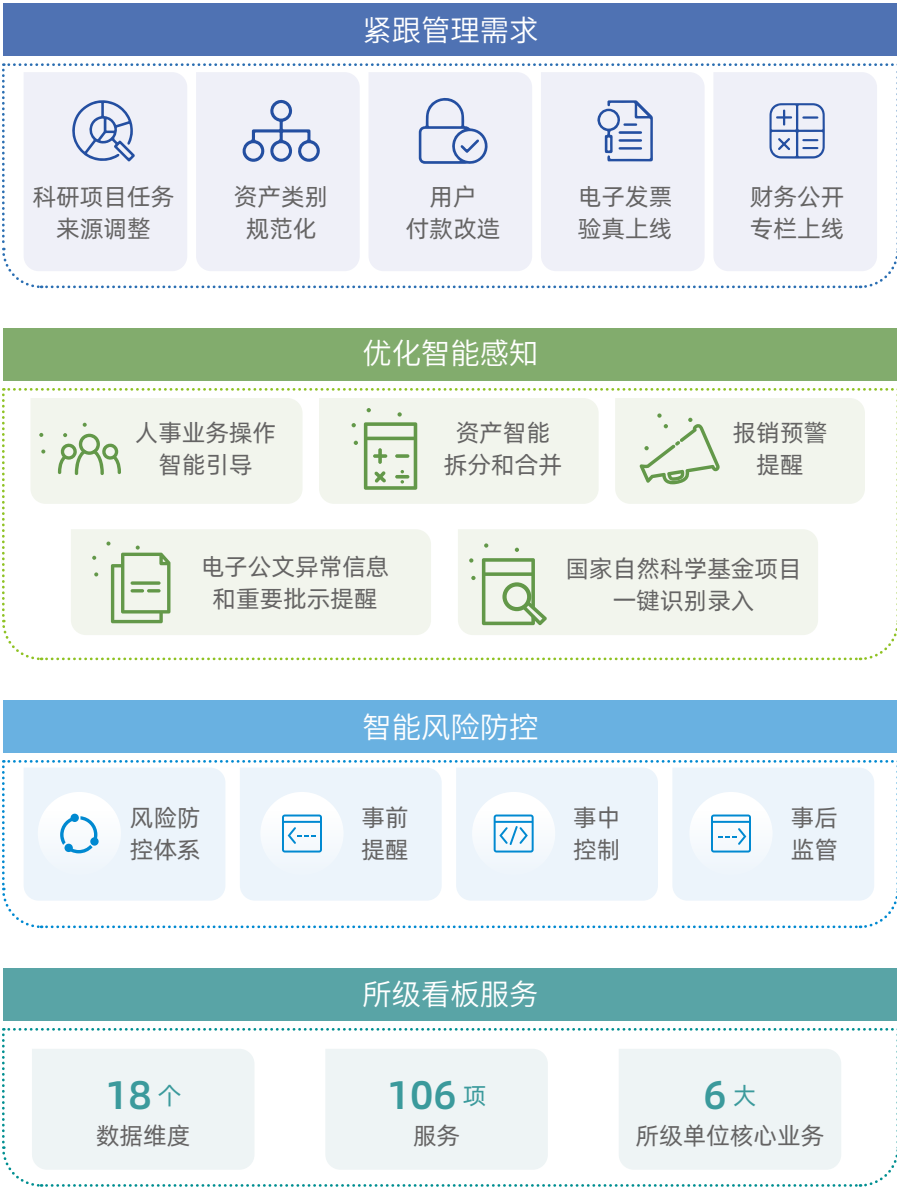 紧跟管理需求
科研项目任务
来源调整
资产类别
规范化
用户
付款改造
电子发票
验真上线
财务公开
专栏上线
优化智能感知
人事业务操作
智能引导
资产智能
拆分和合并
报销预警
提醒
电子公文异常信息
和重要批示提醒
国家自然科学基金项目
一键识别录入
智能风险防控
风险防
控体系
事前
提醒
事中
控制
事后
监管
所级看板服务
18个
数据维度
106项
服务
6大
所级单位核心业务